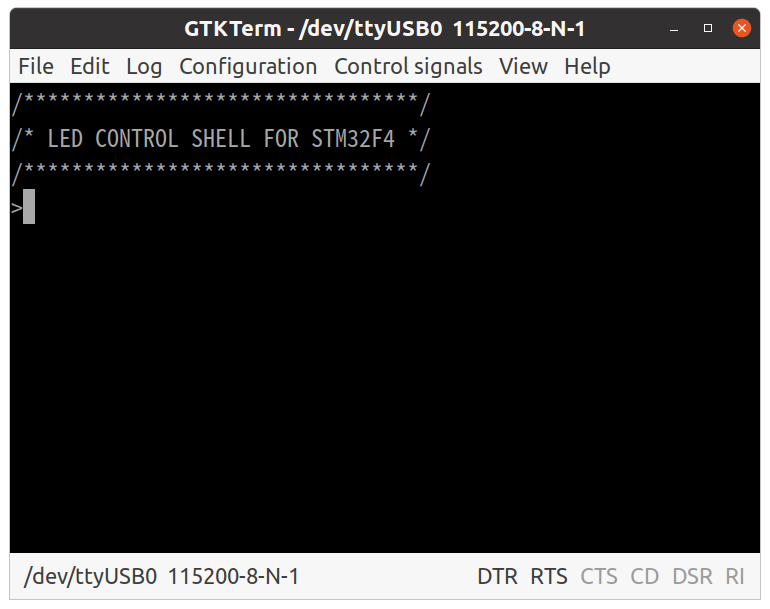 GTKTerm - /dev/ttyUSB0 115200-8-N-1
File Edit Log Configuration Control signals View Help
/*********************************/
/* LED CONTROL SHELL FOR STM32F4 */
/*********************************/
>
/dev/ttyUSB0 115200-8-N-1 DTR RTS CTS CD DSR RI